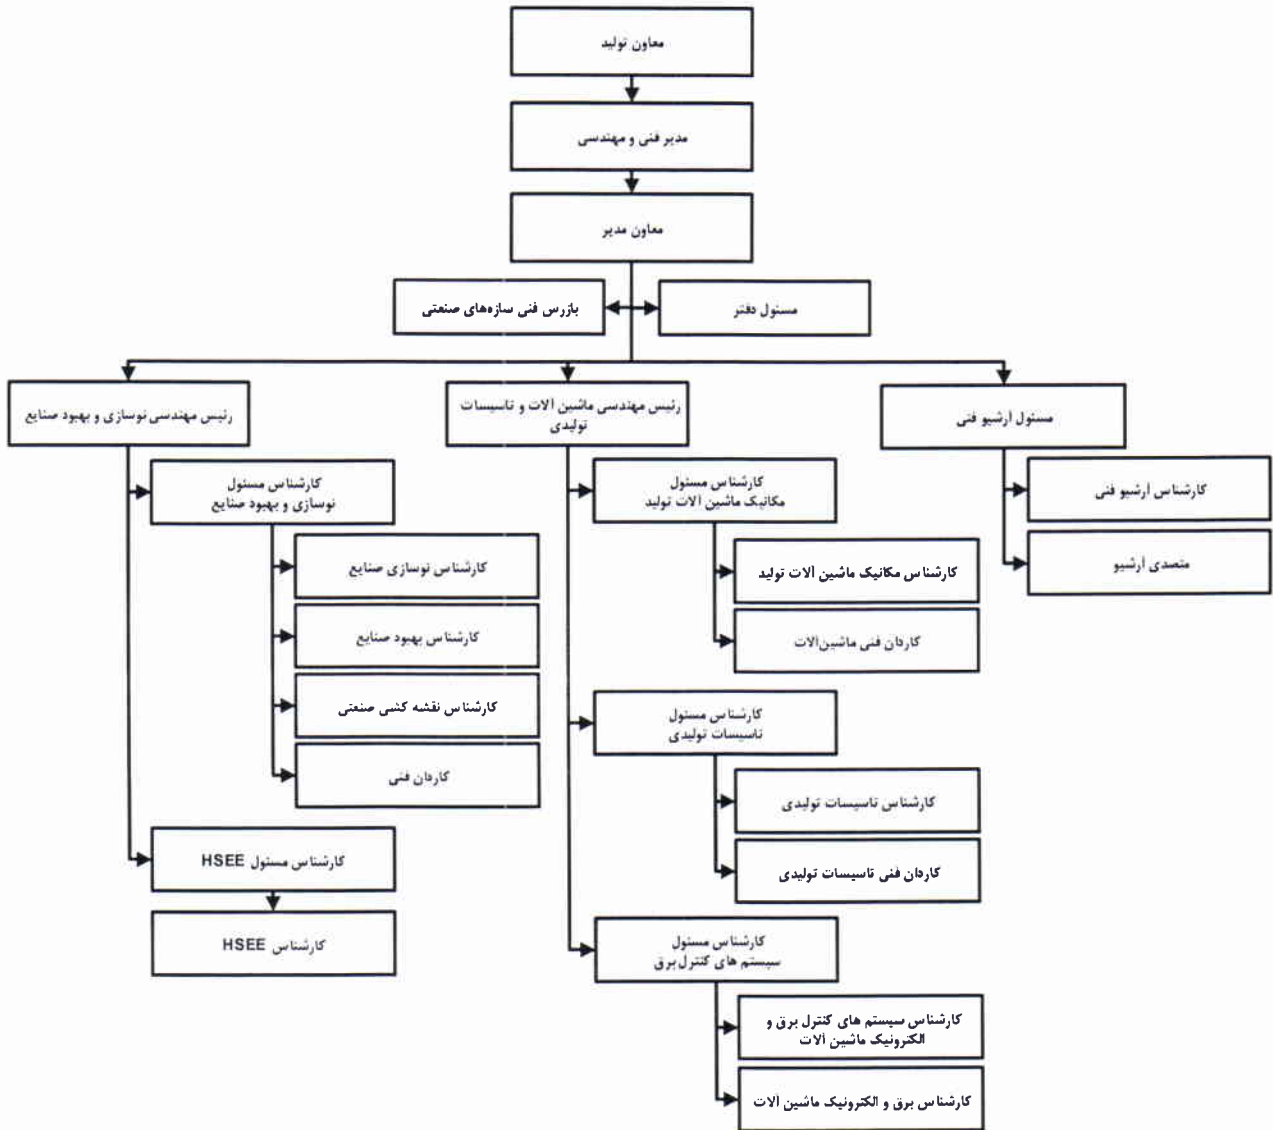 معاون تولید
مدیر فنی و مهندسی
معاون مدیر
مسئول دفتر
بازرس فنی سازه‌های صنعتی
مسئول آرشیو فنی
کارشناس آرشیو فنی
متصدی آرشیو
رئیس مهندسی ماشین آلات و تاسیسات
تولیدی
کارشناس مسئول
مکانیک ماشین آلات تولید
کارشناس مکانیک ماشین آلات تولید
کاردان فنی ماشین‌آلات
کارشناس مسئول
تاسیسات تولیدی
کارشناس تاسیسات تولیدی
کاردان فنی تاسیسات تولیدی
کارشناس مسئول
سیستم های کنترل برق
کارشناس سیستم های کنترل برق و
الکترونیک ماشین آلات
کارشناس برق و الکترونیک ماشین آلات
رئیس مهندسی نوسازی و بهبود صنایع
کارشناس مسئول
نوسازی و بهبود صنایع
کارشناس نوسازی صنایع
کارشناس بهبود صنایع
کارشناس نقشه کشی صنعتی
کاردان فنی
کارشناس مسئول HSEE
کارشناس HSEE